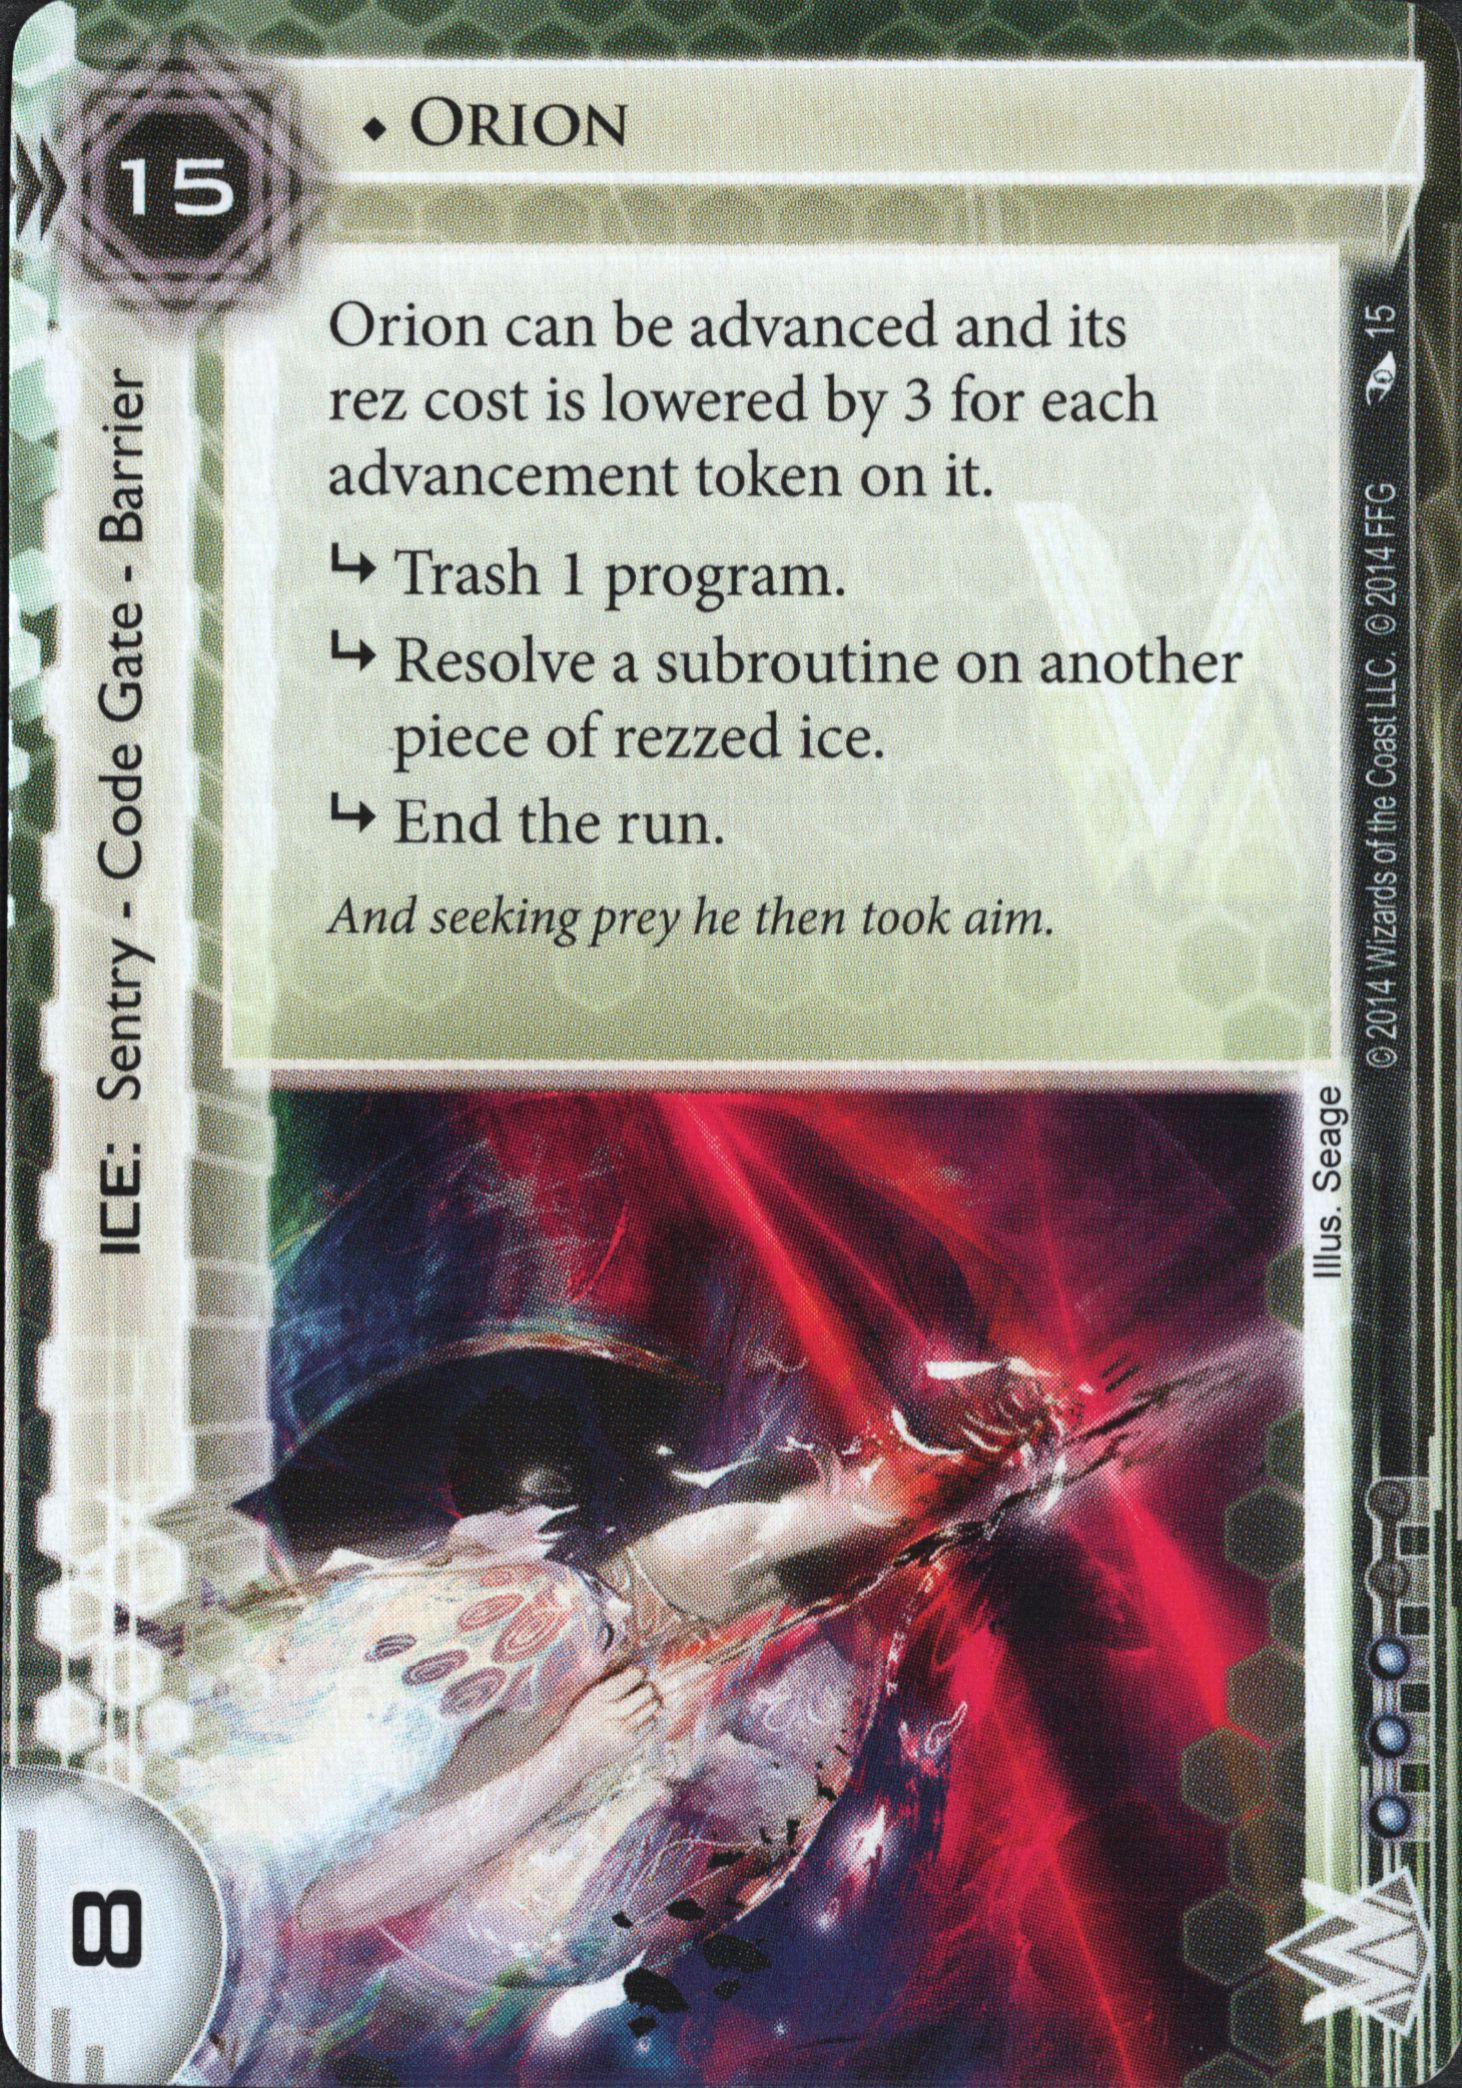 15
◆ ORION
Orion can be advanced and its
rez cost is lowered by 3 for each
advancement token on it.
↳ Trash 1 program.
↳ Resolve a subroutine on another
piece of rezzed ice.
↳ End the run.
And seeking prey he then took aim.
ICE: Sentry - Code Gate - Barrier
8
Illus. Seage
© 2014 Wizards of the Coast LLC. © 2014 FFG 15